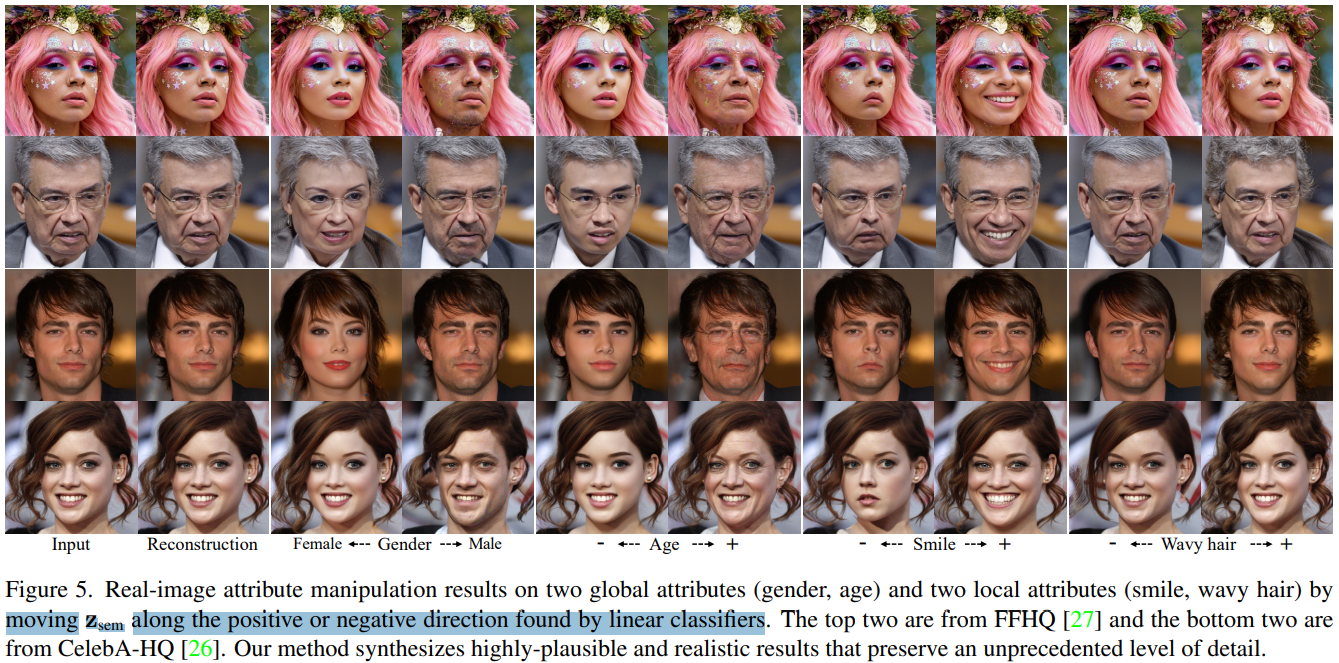 Input Reconstruction Female ⇠ Gender ⇢ Male - ⇠ Age ⇢ + - ⇠ Smile ⇢ + - ⇠ Wavy hair ⇢ +
Figure 5. Real-image attribute manipulation results on two global attributes (gender, age) and two local attributes (smile, wavy hair) by
moving z_sem along the positive or negative direction found by linear classifiers. The top two are from FFHQ [27] and the bottom two are
from CelebA-HQ [26]. Our method synthesizes highly-plausible and realistic results that preserve an unprecedented level of detail.